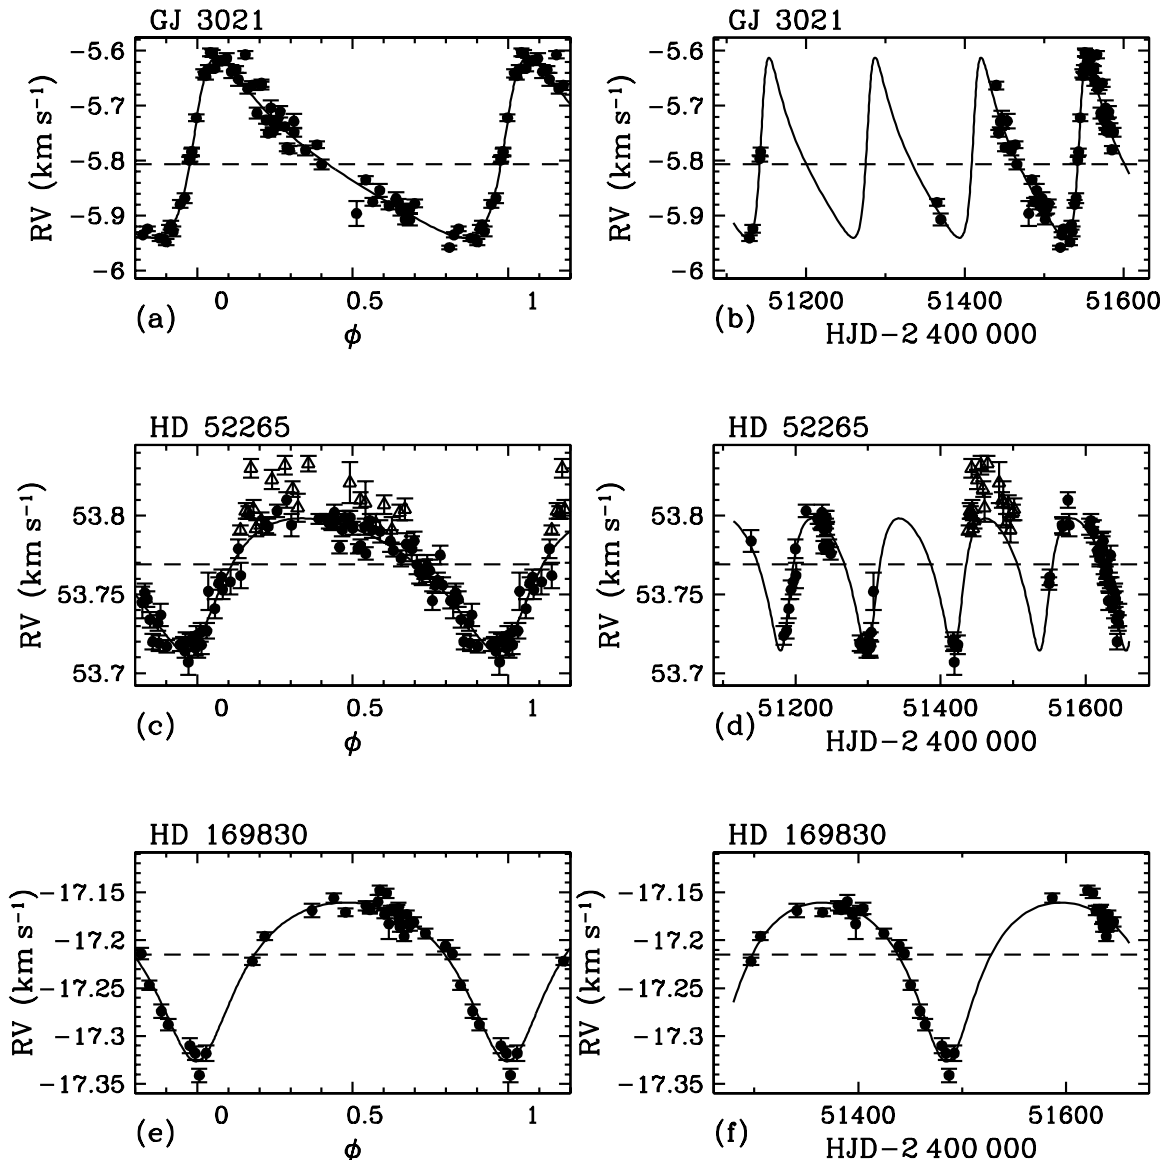 GJ 3021
RV (km s⁻¹)
−5.6
−5.7
−5.8
−5.9
−6
0
0.5
1
(a)
ϕ
GJ 3021
RV (km s⁻¹)
−5.6
−5.7
−5.8
−5.9
−6
51200
51400
51600
(b)
HJD−2 400 000
HD 52265
RV (km s⁻¹)
53.8
53.75
53.7
0
0.5
1
(c)
ϕ
HD 52265
RV (km s⁻¹)
53.8
53.75
53.7
51200
51400
51600
(d)
HJD−2 400 000
HD 169830
RV (km s⁻¹)
−17.15
−17.2
−17.25
−17.3
−17.35
0
0.5
1
(e)
ϕ
HD 169830
RV (km s⁻¹)
−17.15
−17.2
−17.25
−17.3
−17.35
51400
51600
(f)
HJD−2 400 000